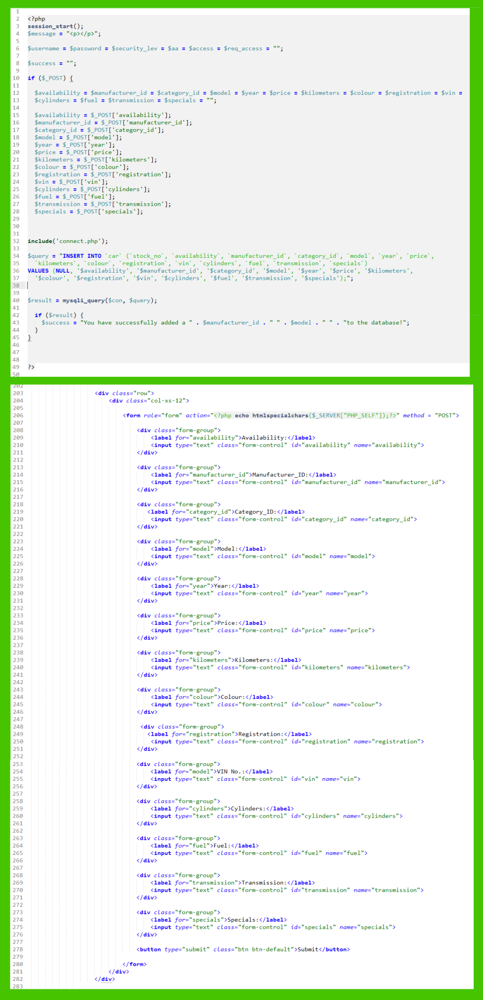 1
2 <?php
3 session_start();
4 $message = "<p></p>";
5
6 $username = $password = $security_lev = $aa = $access = $req_access = "";
7
8 $success = "";
9
10 if ($_POST) {
11
12 $availability = $manufacturer_id = $category_id = $model = $year = $price = $kilometers = $colour = $registration = $vin =
13 $cylinders = $fuel = $transmission = $specials = "";
14
15 $availability = $_POST['availability'];
16 $manufacturer_id = $_POST['manufacturer_id'];
17 $category_id = $_POST['category_id'];
18 $model = $_POST['model'];
19 $year = $_POST['year'];
20 $price = $_POST['price'];
21 $kilometers = $_POST['kilometers'];
22 $colour = $_POST['colour'];
23 $registration = $_POST['registration'];
24 $vin = $_POST['vin'];
25 $cylinders = $_POST['cylinders'];
26 $fuel = $_POST['fuel'];
27 $transmission = $_POST['transmission'];
28 $specials = $_POST['specials'];
29
30
31
32 include('connect.php');
33
34 $query = "INSERT INTO `car` (`stock_no`, `availability`, `manufacturer_id`, `category_id`, `model`, `year`, `price`,
35 `kilometers`, `colour`, `registration`, `vin`, `cylinders`, `fuel`, `transmission`, `specials`)
36 VALUES (NULL, '$availability', '$manufacturer_id', '$category_id', '$model', '$year', '$price', '$kilometers',
37 '$colour', '$registration', '$vin', '$cylinders', '$fuel', '$transmission', '$specials');";
38
39
40 $result = mysqli_query($con, $query);
41
42 if ($result) {
43 $success = "You have successfully added a " . $manufacturer_id . " " . $model . " " . "to the database!";
44 }
45 }
46
47
48
49 ?>
50
202
203 <div class="row">
204 <div class="col-xs-12">
205
206 <form role="form" action="<?php echo htmlspecialchars($_SERVER["PHP_SELF"]);?>" method = "POST">
207
208 <div class="form-group">
209 <label for="availability">Availability:</label>
210 <input type="text" class="form-control" id="availability" name="availability">
211 </div>
212
213 <div class="form-group">
214 <label for="manufacturer_id">Manufacturer_ID:</label>
215 <input type="text" class="form-control" id="manufacturer_id" name="manufacturer_id">
216 </div>
217
218 <div class="form-group">
219 <label for="category_id">Category_ID:</label>
220 <input type="text" class="form-control" id="category_id" name="category_id">
221 </div>
222
223 <div class="form-group">
224 <label for="model">Model:</label>
225 <input type="text" class="form-control" id="model" name="model">
226 </div>
227
228 <div class="form-group">
229 <label for="year">Year:</label>
230 <input type="text" class="form-control" id="year" name="year">
231 </div>
232
233 <div class="form-group">
234 <label for="price">Price:</label>
235 <input type="text" class="form-control" id="price" name="price">
236 </div>
237
238 <div class="form-group">
239 <label for="kilometers">Kilometers:</label>
240 <input type="text" class="form-control" id="kilometers" name="kilometers">
241 </div>
242
243 <div class="form-group">
244 <label for="colour">Colour:</label>
245 <input type="text" class="form-control" id="colour" name="colour">
246 </div>
247
248 <div class="form-group">
249 <label for="registration">Registration:</label>
250 <input type="text" class="form-control" id="registration" name="registration">
251 </div>
252
253 <div class="form-group">
254 <label for="model">VIN No.:</label>
255 <input type="text" class="form-control" id="vin" name="vin">
256 </div>
257
258 <div class="form-group">
259 <label for="cylinders">Cylinders:</label>
260 <input type="text" class="form-control" id="cylinders" name="cylinders">
261 </div>
262
263 <div class="form-group">
264 <label for="fuel">Fuel:</label>
265 <input type="text" class="form-control" id="fuel" name="fuel">
266 </div>
267
268 <div class="form-group">
269 <label for="transmission">Transmission:</label>
270 <input type="text" class="form-control" id="transmission" name="transmission">
271 </div>
272
273 <div class="form-group">
274 <label for="specials">Specials:</label>
275 <input type="text" class="form-control" id="specials" name="specials">
276 </div>
277
278 <button type="submit" class="btn btn-default">Submit</button>
279
280 </form>
281 </div>
282 </div>
283